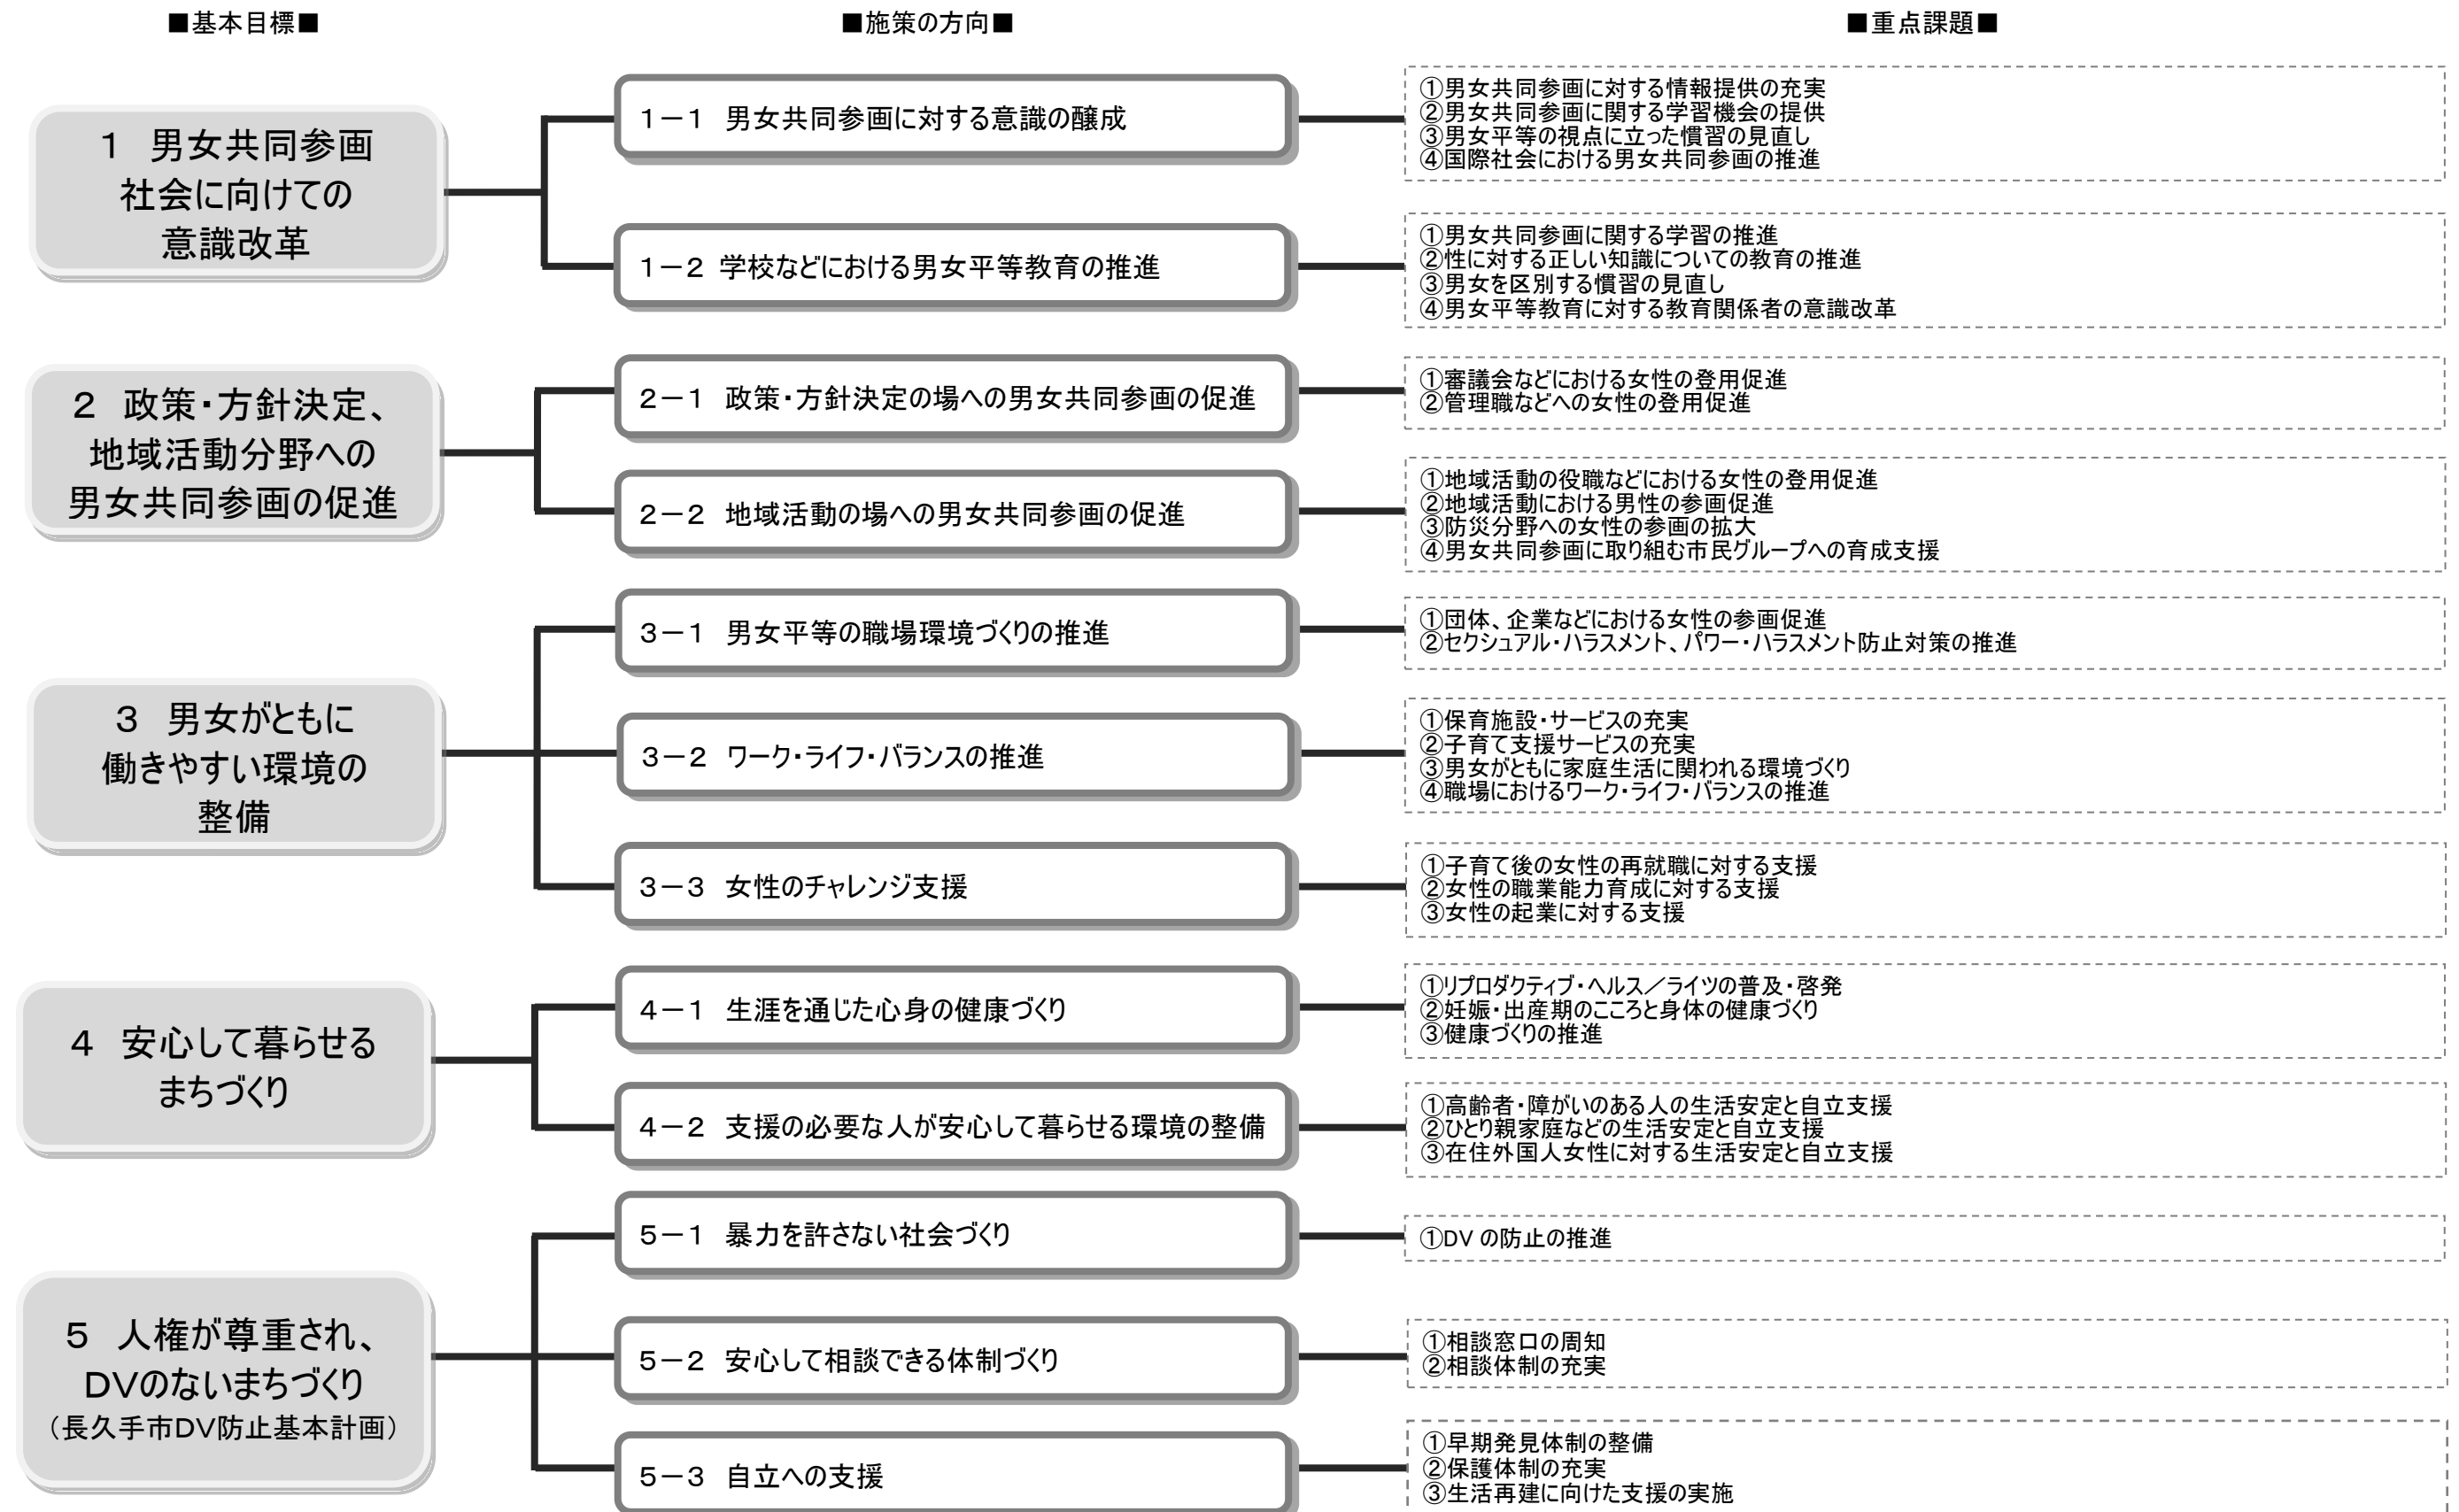 ■基本目標■
■施策の方向■
■重点課題■
１　男女共同参画
社会に向けての
意識改革
１－１　男女共同参画に対する意識の醸成
①男女共同参画に対する情報提供の充実
②男女共同参画に関する学習機会の提供
③男女平等の視点に立った慣習の見直し
④国際社会における男女共同参画の推進
１－２ 学校などにおける男女平等教育の推進
①男女共同参画に関する学習の推進
②性に対する正しい知識についての教育の推進
③男女を区別する慣習の見直し
④男女平等教育に対する教育関係者の意識改革
２　政策・方針決定、
地域活動分野への
男女共同参画の促進
２－１　政策・方針決定の場への男女共同参画の促進
①審議会などにおける女性の登用促進
②管理職などへの女性の登用促進
２－２　地域活動の場への男女共同参画の促進
①地域活動の役職などにおける女性の登用促進
②地域活動における男性の参画促進
③防災分野への女性の参画の拡大
④男女共同参画に取り組む市民グループへの育成支援
３　男女がともに
働きやすい環境の
整備
３－１　男女平等の職場環境づくりの推進
①団体、企業などにおける女性の参画促進
②セクシュアル・ハラスメント、パワー・ハラスメント防止対策の推進
３－２　ワーク・ライフ・バランスの推進
①保育施設・サービスの充実
②子育て支援サービスの充実
③男女がともに家庭生活に関われる環境づくり
④職場におけるワーク・ライフ・バランスの推進
３－３　女性のチャレンジ支援
①子育て後の女性の再就職に対する支援
②女性の職業能力育成に対する支援
③女性の起業に対する支援
４　安心して暮らせる
まちづくり
４－１　生涯を通じた心身の健康づくり
①リプロダクティブ・ヘルス／ライツの普及・啓発
②妊娠・出産期のこころと身体の健康づくり
③健康づくりの推進
４－２　支援の必要な人が安心して暮らせる環境の整備
①高齢者・障がいのある人の生活安定と自立支援
②ひとり親家庭などの生活安定と自立支援
③在住外国人女性に対する生活安定と自立支援
５　人権が尊重され、
ＤＶのないまちづくり
（長久手市ＤＶ防止基本計画）
５－１　暴力を許さない社会づくり
①DV の防止の推進
５－２　安心して相談できる体制づくり
①相談窓口の周知
②相談体制の充実
５－３　自立への支援
①早期発見体制の整備
②保護体制の充実
③生活再建に向けた支援の実施